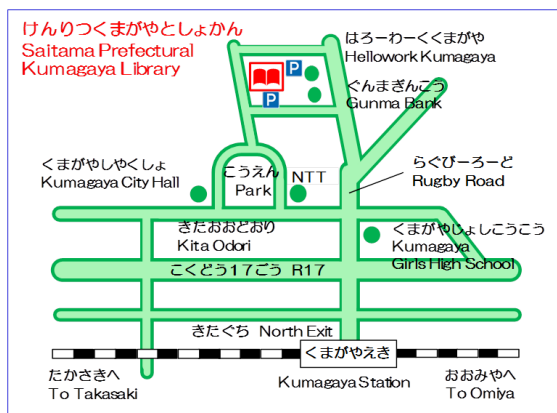 けんりつくまがやとしょかん
Saitama Prefectural
Kumagaya Library
はろーわーくくまがや
Hellowork Kumagaya
P
P
ぐんまぎんこう
Gunma Bank
くまがやしやくしょ
Kumagaya City Hall
こうえん
Park
NTT
らぐびーろーど
Rugby Road
きたおおどおり
Kita Odori
くまがやじょしこうこう
Kumagaya
Girls High School
こくどう17ごう R17
きたぐち North Exit
くまがやえき
たかさきへ
To Takasaki
Kumagaya Station
おおみやへ
To Omiya